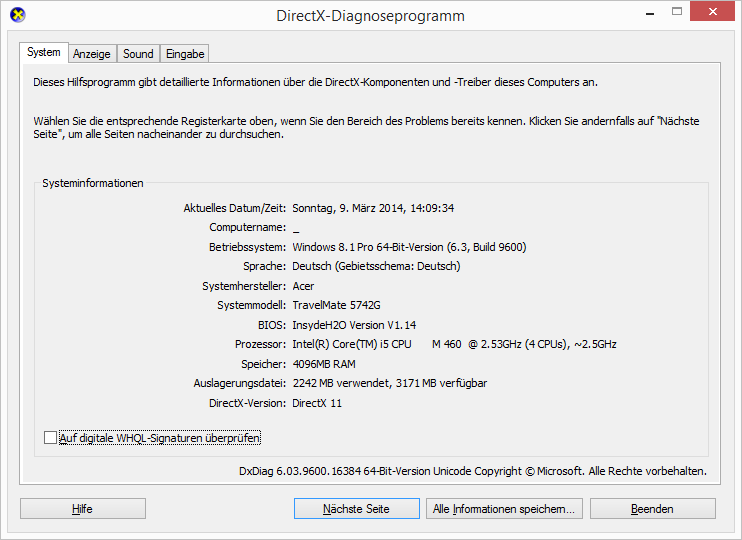 DirectX-Diagnoseprogramm
System Anzeige Sound Eingabe
Dieses Hilfsprogramm gibt detaillierte Informationen über die DirectX-Komponenten und -Treiber dieses Computers an.
Wählen Sie die entsprechende Registerkarte oben, wenn Sie den Bereich des Problems bereits kennen. Klicken Sie andernfalls auf "Nächste
Seite", um alle Seiten nacheinander zu durchsuchen.
Systeminformationen
Aktuelles Datum/Zeit: Sonntag, 9. März 2014, 14:09:34
Computername: _
Betriebssystem: Windows 8.1 Pro 64-Bit-Version (6.3, Build 9600)
Sprache: Deutsch (Gebietsschema: Deutsch)
Systemhersteller: Acer
Systemmodell: TravelMate 5742G
BIOS: InsydeH2O Version V1.14
Prozessor: Intel(R) Core(TM) i5 CPU M 460 @ 2.53GHz (4 CPUs), ~2.5GHz
Speicher: 4096MB RAM
Auslagerungsdatei: 2242 MB verwendet, 3171 MB verfügbar
DirectX-Version: DirectX 11
Auf digitale WHQL-Signaturen überprüfen
DxDiag 6.03.9600.16384 64-Bit-Version Unicode Copyright © Microsoft. Alle Rechte vorbehalten.
Hilfe Nächste Seite Alle Informationen speichern... Beenden